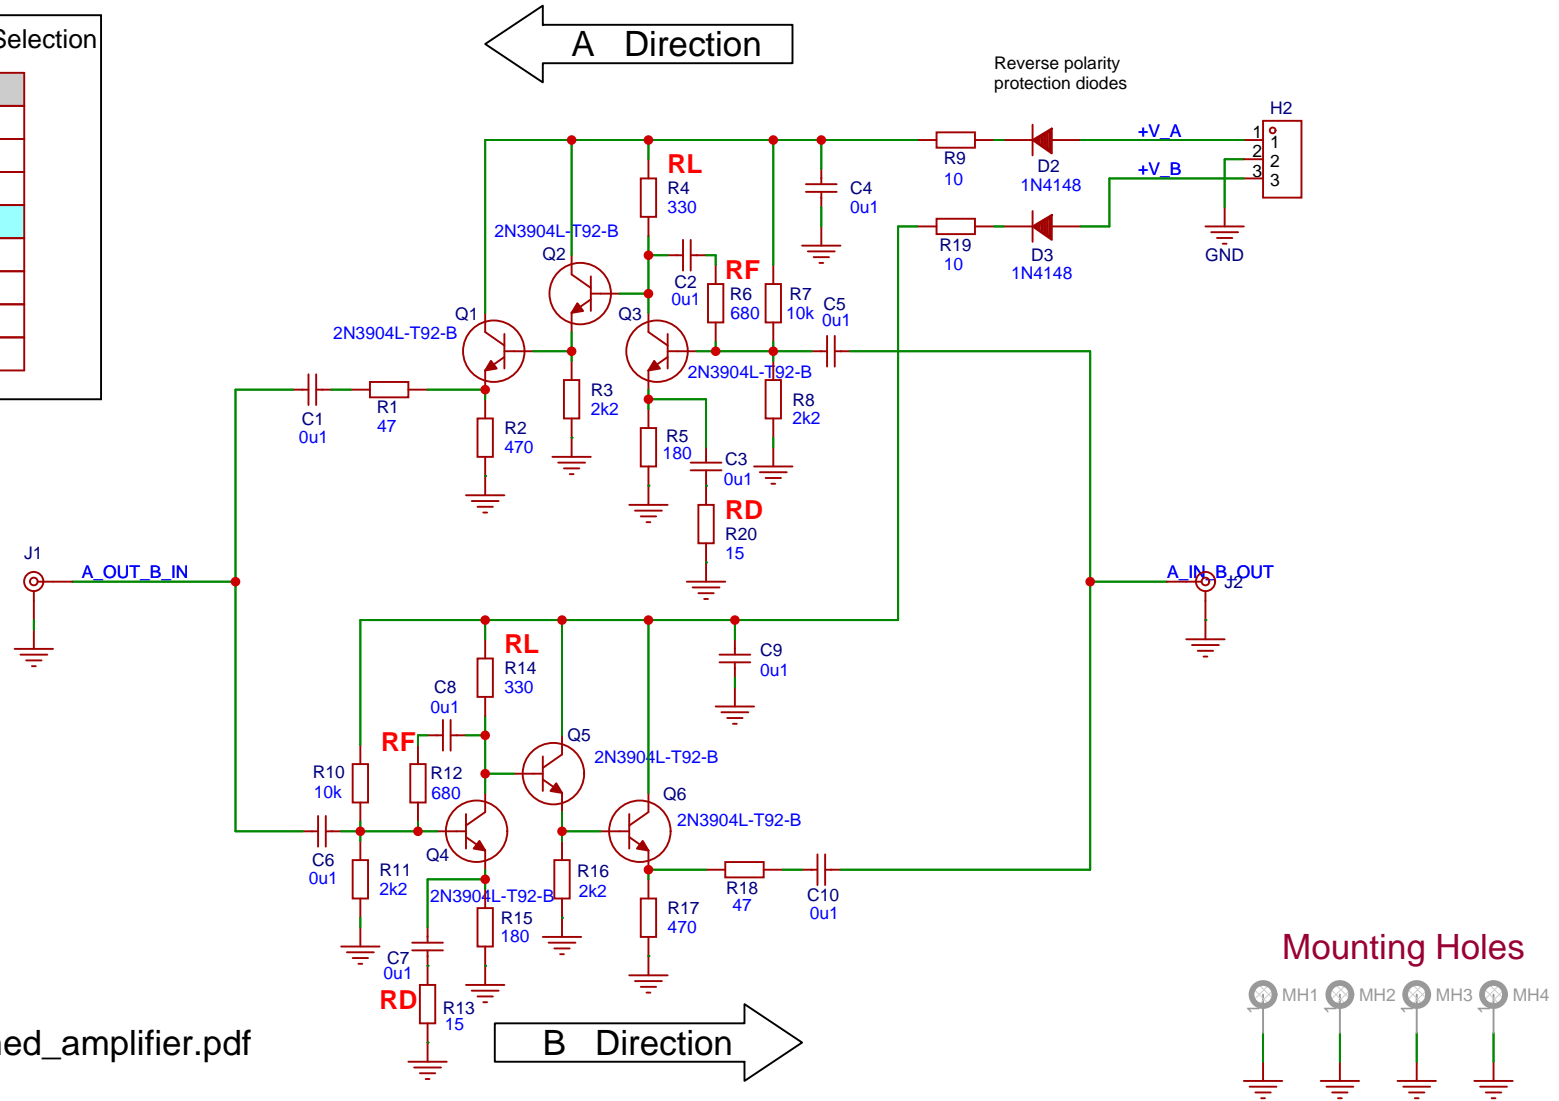 Selection
A Direction
Reverse polarity
protection diodes
H2
1
2
3
1
2
3
+V_A
+V_B
R9
10
D2
1N4148
R19
10
D3
1N4148
GND
RL
R4
330
C4
0u1
2N3904L-T92-B
Q2
C2
0u1
RF
R6
680
R7
10k
C5
0u1
Q1
2N3904L-T92-B
Q3
2N3904L-T92-B
R3
2k2
R8
2k2
C1
0u1
R1
47
R2
470
R5
180
C3
0u1
RD
R20
15
J1
A_OUT_B_IN
A_IN_B_OUT
J2
RL
R14
330
C9
0u1
C8
0u1
RF
R12
680
Q5
2N3904L-T92-B
R10
10k
Q6
2N3904L-T92-B
Q4
C6
0u1
R11
2k2
2N3904L-T92-B
R16
2k2
R15
180
R17
470
R18
47
C10
0u1
C7
0u1
RD
R13
15
Mounting Holes
MH1
MH2
MH3
MH4
1
1
1
1
ed_amplifier.pdf
B Direction